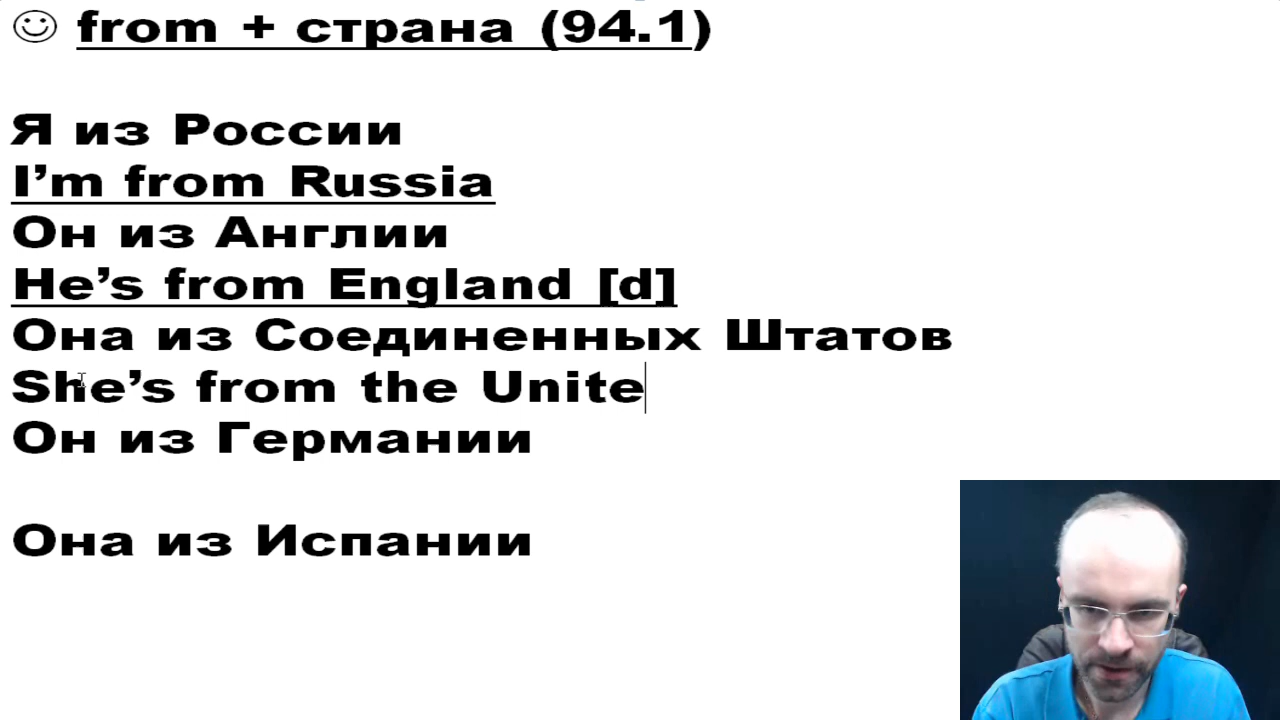 ☺ from + страна (94.1)
Я из России
I’m from Russia
Он из Англии
He’s from England [d]
Она из Соединенных Штатов
She’s from the Unite
Он из Германии
Она из Испании